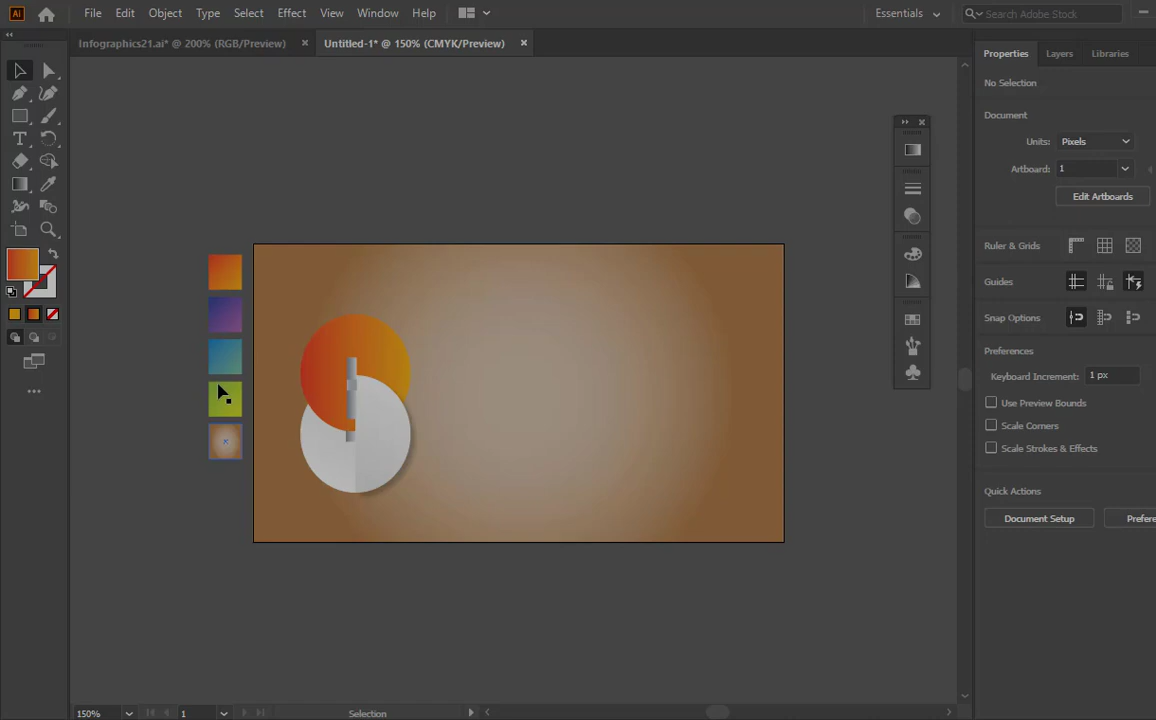 Ai File Edit Object Type Select Effect View Window Help Essentials Search Adobe Stock
Infographics21.ai* @ 200% (RGB/Preview) × Untitled-1* @ 150% (CMYK/Preview) ×
Properties Layers Libraries
No Selection
Document
Units: Pixels
Artboard: 1
Edit Artboards
Ruler & Grids
Guides
Snap Options
Preferences
Keyboard Increment: 1 px
Use Preview Bounds
Scale Corners
Scale Strokes & Effects
Quick Actions
Document Setup Prefere
150% 1 Selection